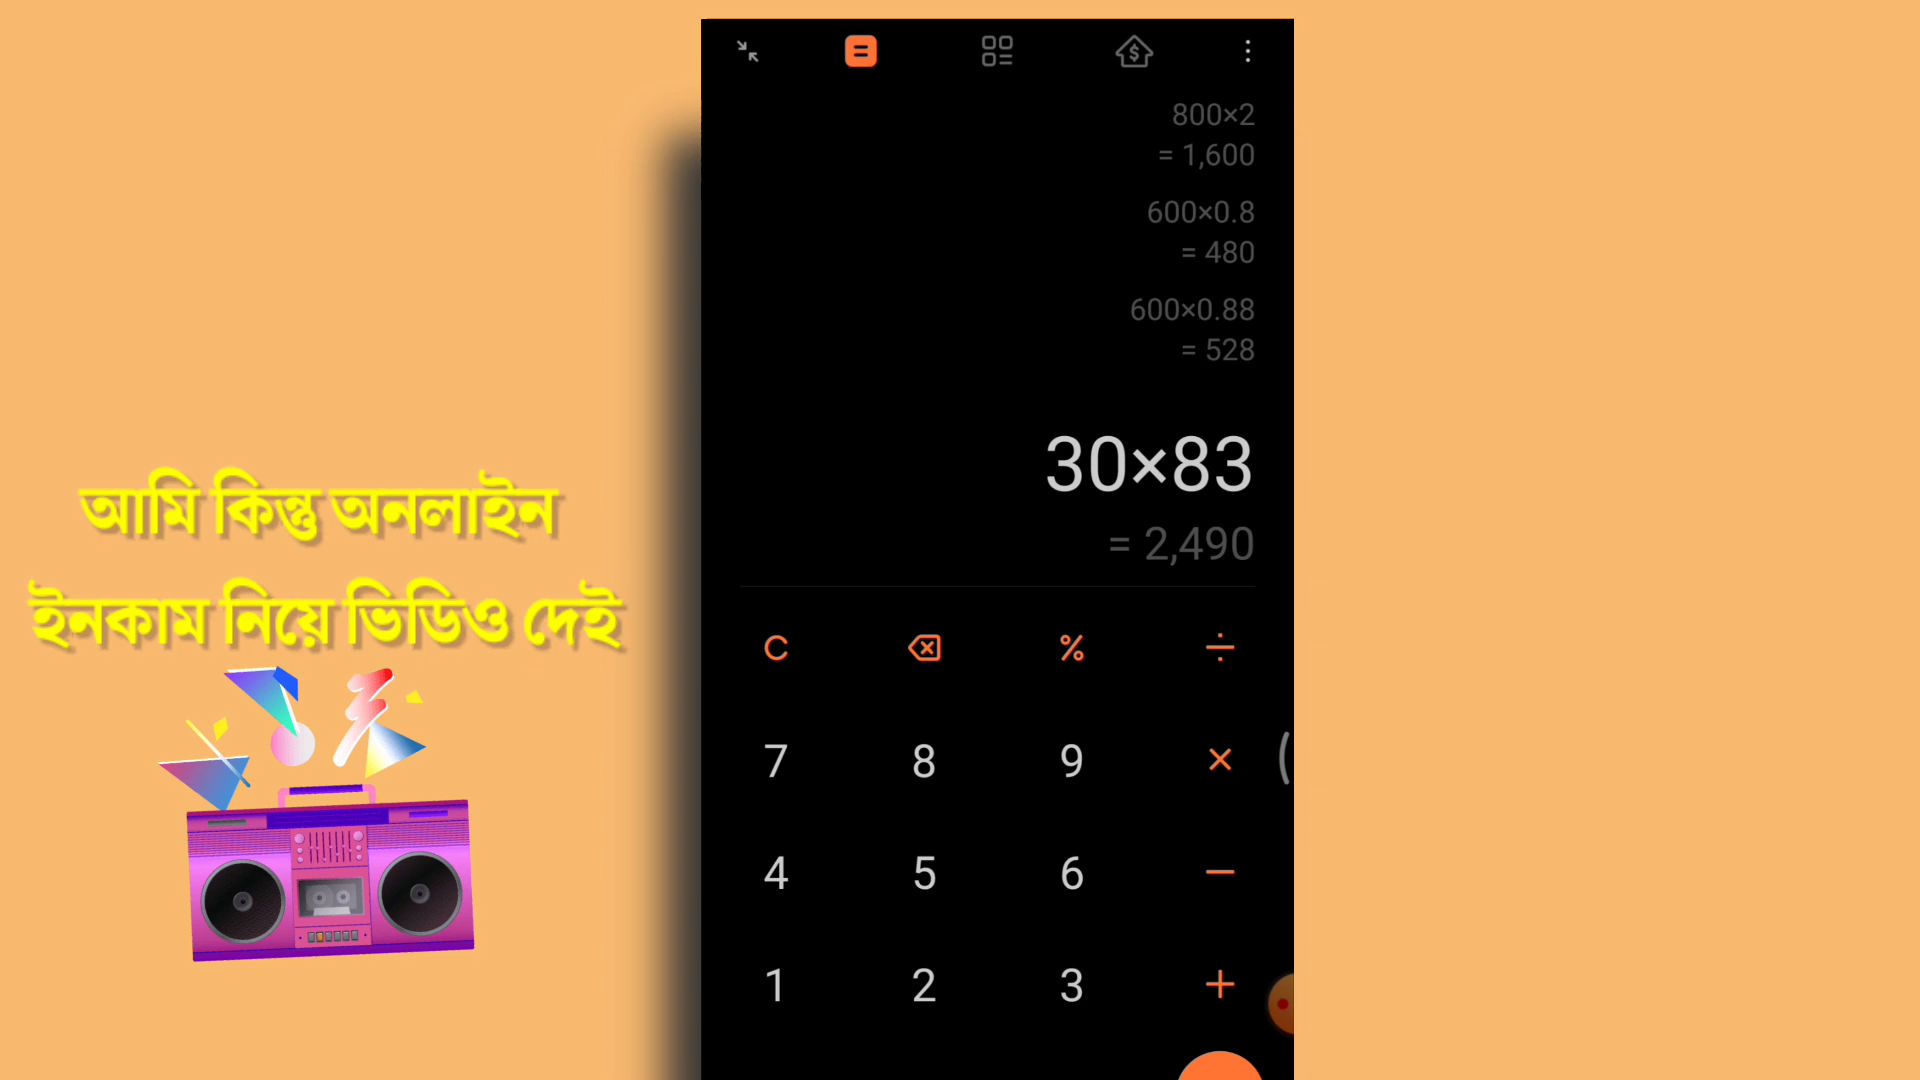 800×2
= 1,600
600×0.8
= 480
600×0.88
= 528
30×83
= 2,490
আমি কিন্তু অনলাইন
ইনকাম নিয়ে ভিডিও দেই
C % ÷
7 8 9 ×
4 5 6 −
1 2 3 +